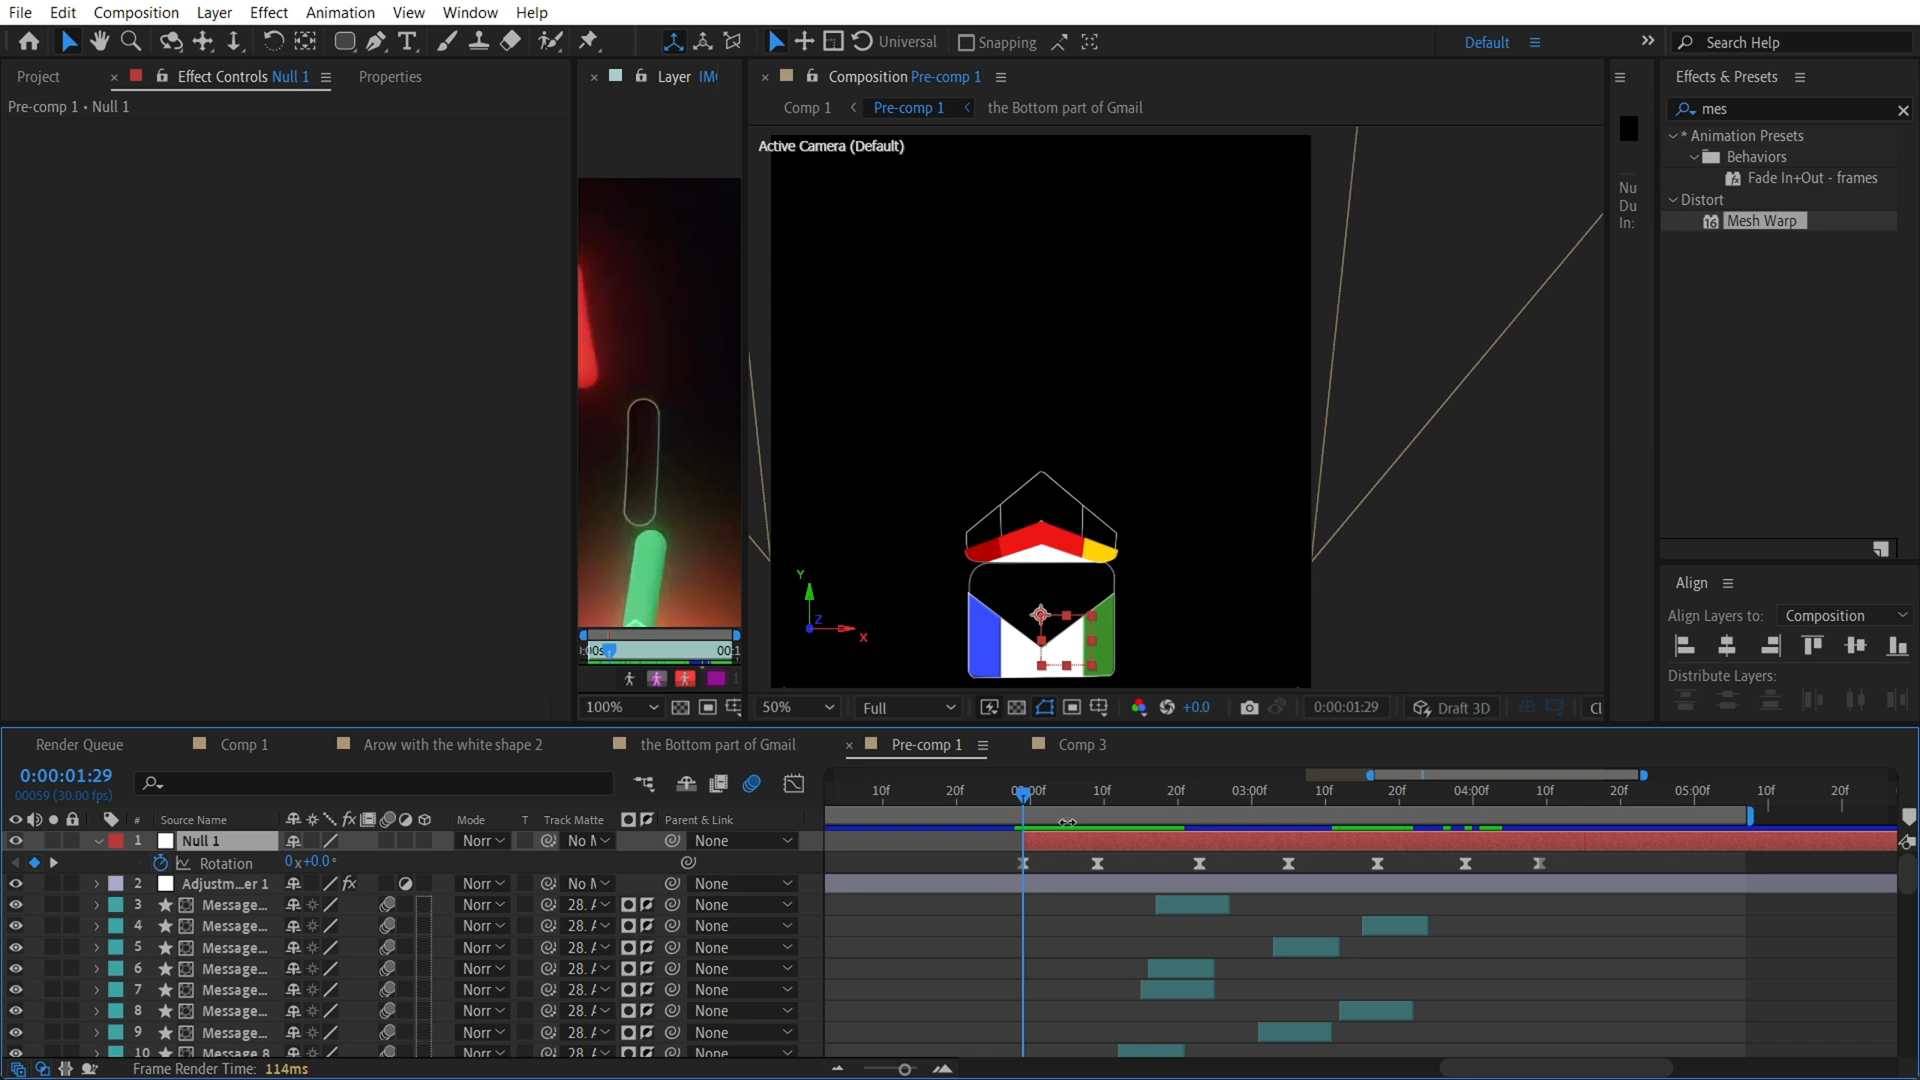 File Edit Composition Layer Effect Animation View Window Help
Universal Snapping Default Search Help
Project Effect Controls Null 1 Properties
Layer
Composition Pre-comp 1
Effects & Presets
Pre-comp 1 • Null 1
Comp 1 Pre-comp 1 the Bottom part of Gmail
mes
Active Camera (Default)
* Animation Presets
Behaviors
Fade In+Out - frames
Distort
Mesh Warp
Nu
Du
In:
Y
Z
X
Align
Align Layers to: Composition
Distribute Layers:
100% 50% Full +0.0 0:00:01:29 Draft 3D Cl
Render Queue Comp 1 Arow with the white shape 2 the Bottom part of Gmail Pre-comp 1 Comp 3
0:00:01:29
00059 (30.00 fps)
10f 20f 10f 20f 03:00f 10f 20f 04:00f 10f 20f 05:00f 10f 20f
# Source Name Mode T Track Matte Parent & Link
1 Null 1 Norr No None
Rotation 0x+0.0°
2 Adjustm...er 1 Norr No None
3 Message... Norr 28. None
4 Message... Norr 28. None
5 Message... Norr 28. None
6 Message... Norr 28. None
7 Message... Norr 28. None
8 Message... Norr 28. None
9 Message... Norr 28. None
10 Message 8 Norr 28 None
Frame Render Time: 114ms